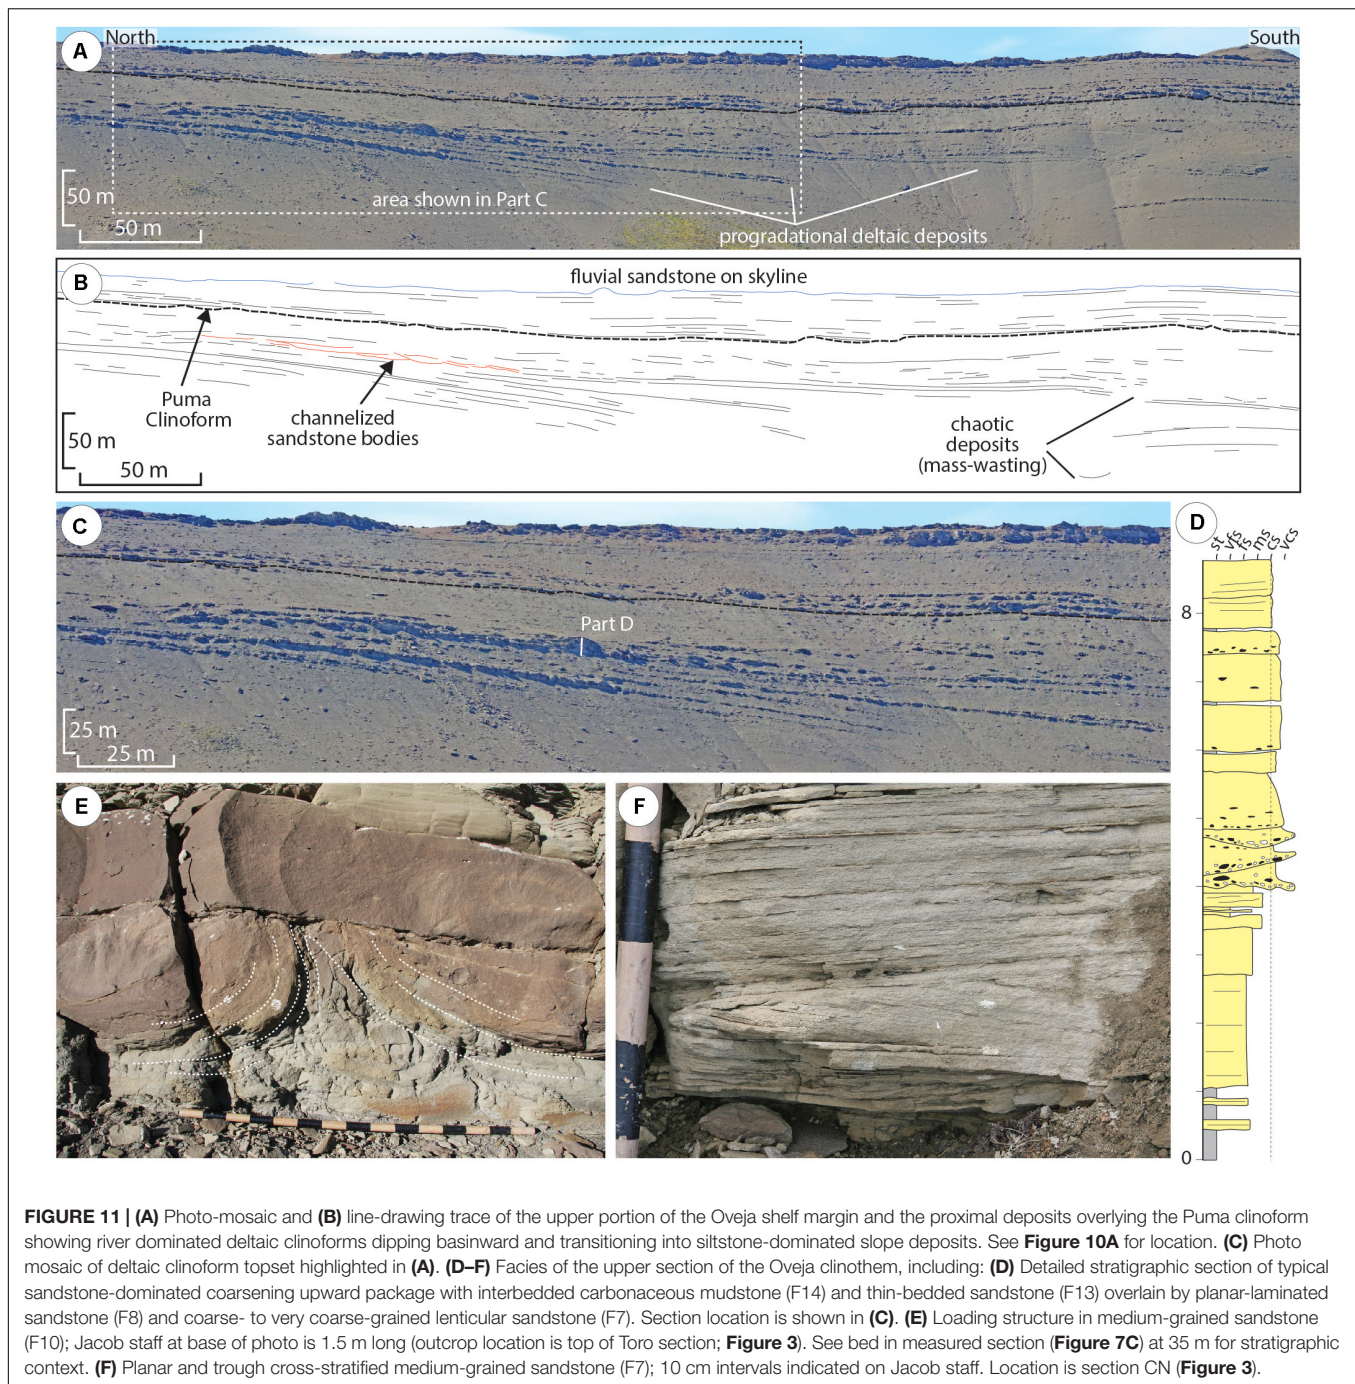 A
North
South
50 m
50 m
area shown in Part C
progradational deltaic deposits
B
fluvial sandstone on skyline
Puma
Clinoform
channelized
sandstone bodies
chaotic
deposits
(mass-wasting)
50 m
50 m
C
Part D
25 m
25 m
D
st
vfs
fs
ms
cs
vcs
8
0
E
F
FIGURE 11 | (A) Photo-mosaic and (B) line-drawing trace of the upper portion of the Oveja shelf margin and the proximal deposits overlying the Puma clinoform
showing river dominated deltaic clinoforms dipping basinward and transitioning into siltstone-dominated slope deposits. See Figure 10A for location. (C) Photo
mosaic of deltaic clinoform topset highlighted in (A). (D–F) Facies of the upper section of the Oveja clinothem, including: (D) Detailed stratigraphic section of typical
sandstone-dominated coarsening upward package with interbedded carbonaceous mudstone (F14) and thin-bedded sandstone (F13) overlain by planar-laminated
sandstone (F8) and coarse- to very coarse-grained lenticular sandstone (F7). Section location is shown in (C). (E) Loading structure in medium-grained sandstone
(F10); Jacob staff at base of photo is 1.5 m long (outcrop location is top of Toro section; Figure 3). See bed in measured section (Figure 7C) at 35 m for stratigraphic
context. (F) Planar and trough cross-stratified medium-grained sandstone (F7); 10 cm intervals indicated on Jacob staff. Location is section CN (Figure 3).